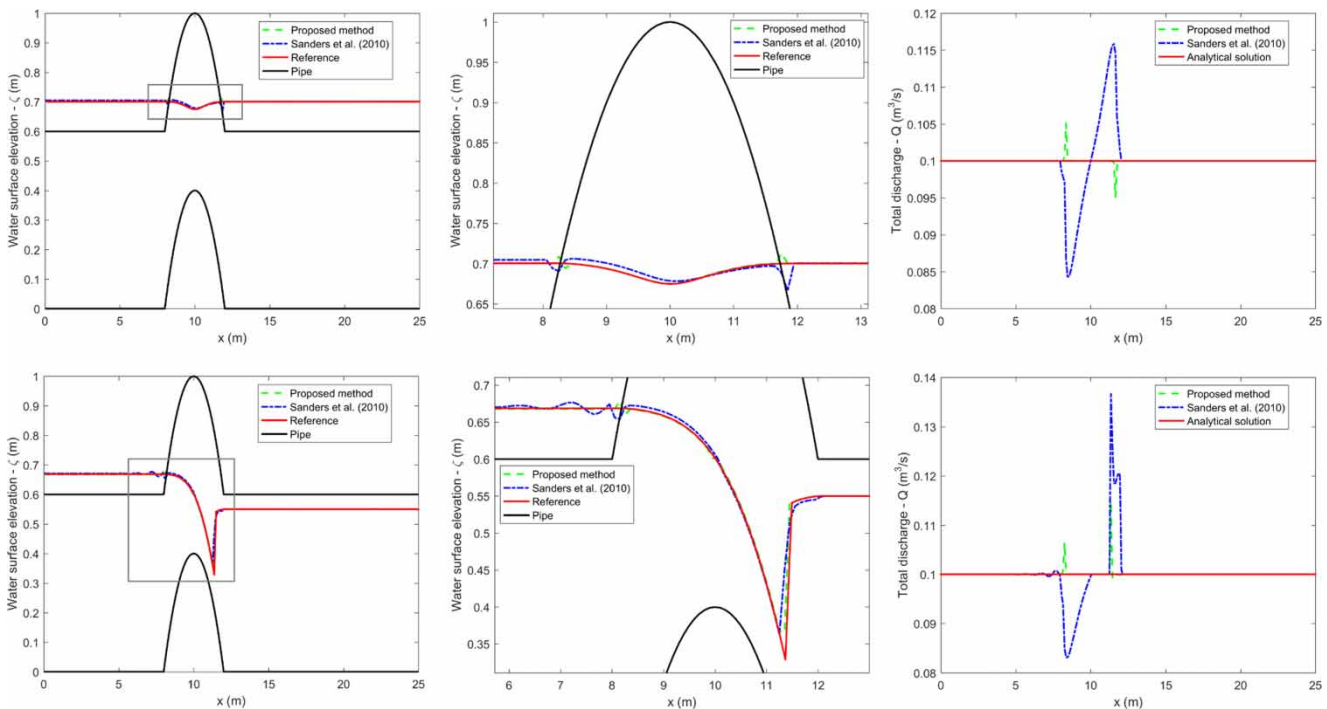 Water surface elevation - ζ (m)
1
0.9
0.8
0.7
0.6
0.5
0.4
0.3
0.2
0.1
0
0 5 10 15 20 25
x (m)
Proposed method
Sanders et al. (2010)
Reference
Pipe
Water surface elevation - ζ (m)
1
0.95
0.9
0.85
0.8
0.75
0.7
0.65
8 9 10 11 12 13
x (m)
Proposed method
Sanders et al. (2010)
Reference
Pipe
Total discharge - Q (m³/s)
0.12
0.115
0.11
0.105
0.1
0.095
0.09
0.085
0.08
0 5 10 15 20 25
x (m)
Proposed method
Sanders et al. (2010)
Analytical solution
Water surface elevation - ζ (m)
1
0.9
0.8
0.7
0.6
0.5
0.4
0.3
0.2
0.1
0
0 5 10 15 20 25
x (m)
Proposed method
Sanders et al. (2010)
Reference
Pipe
Water surface elevation - ζ (m)
0.7
0.65
0.6
0.55
0.5
0.45
0.4
0.35
6 7 8 9 10 11 12
x (m)
Proposed method
Sanders et al. (2010)
Reference
Pipe
Total discharge - Q (m³/s)
0.14
0.13
0.12
0.11
0.1
0.09
0.08
0 5 10 15 20 25
x (m)
Proposed method
Sanders et al. (2010)
Analytical solution